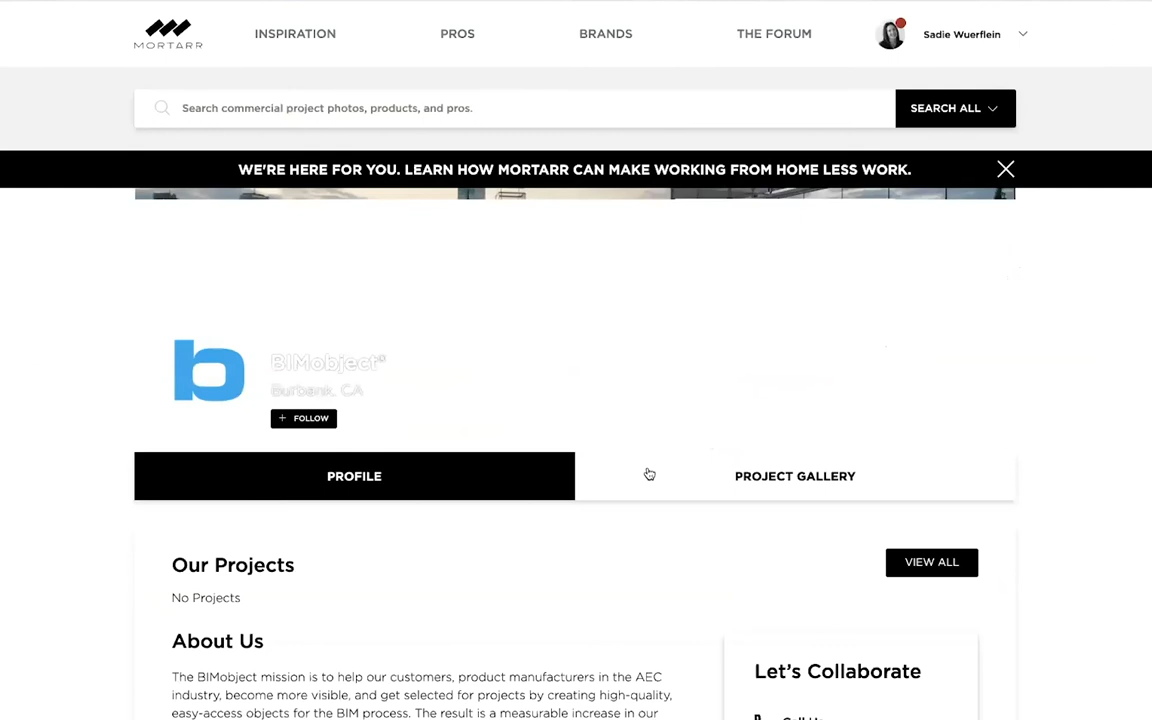 MORTARR
INSPIRATION
PROS
BRANDS
THE FORUM
Sadie Wuerflein
Search commercial project photos, products, and pros.
SEARCH ALL
WE'RE HERE FOR YOU. LEARN HOW MORTARR CAN MAKE WORKING FROM HOME LESS WORK.
b
BIMobject®
Burbank, CA
+ FOLLOW
PROFILE
PROJECT GALLERY
Our Projects
VIEW ALL
No Projects
About Us
The BIMobject mission is to help our customers, product manufacturers in the AEC
industry, become more visible, and get selected for projects by creating high-quality,
easy-access objects for the BIM process. The result is a measurable increase in our
Let's Collaborate
Call Us